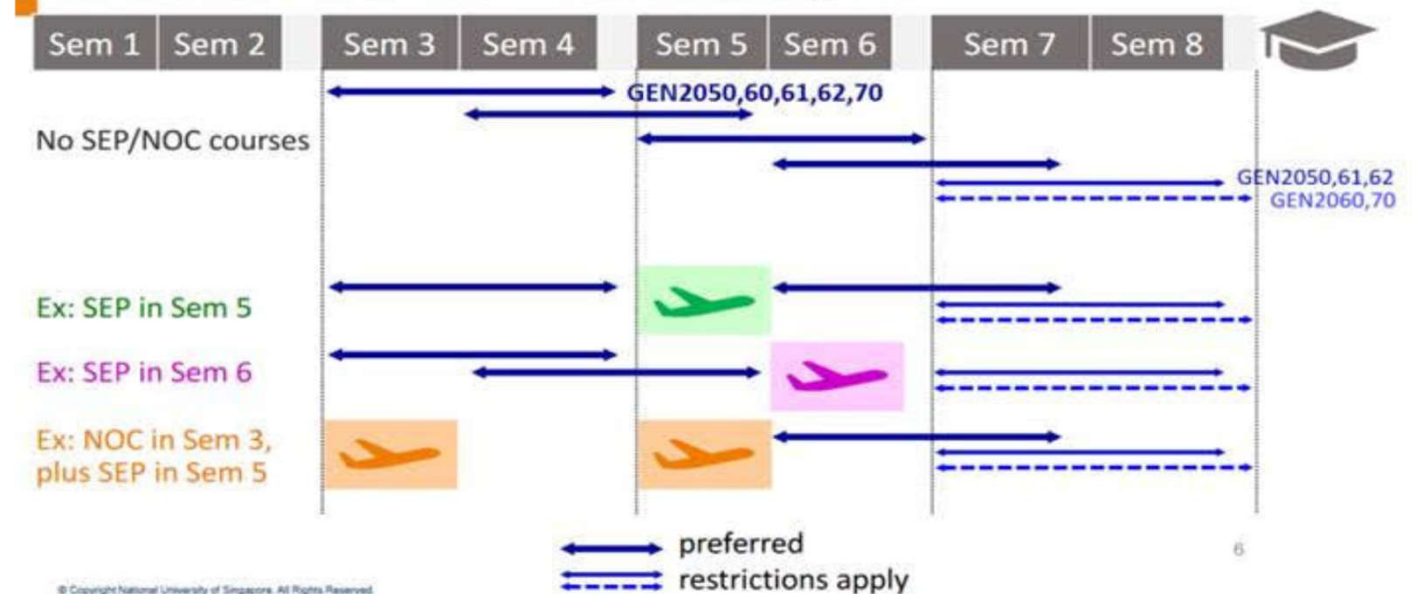 Sem 1 Sem 2 Sem 3 Sem 4 Sem 5 Sem 6 Sem 7 Sem 8
GEN2050,60,61,62,70
No SEP/NOC courses
GEN2050,61,62
GEN2060,70
Ex: SEP in Sem 5
Ex: SEP in Sem 6
Ex: NOC in Sem 3,
plus SEP in Sem 5
preferred
restrictions apply
6
© Copyright National University of Singapore. All Rights Reserved.